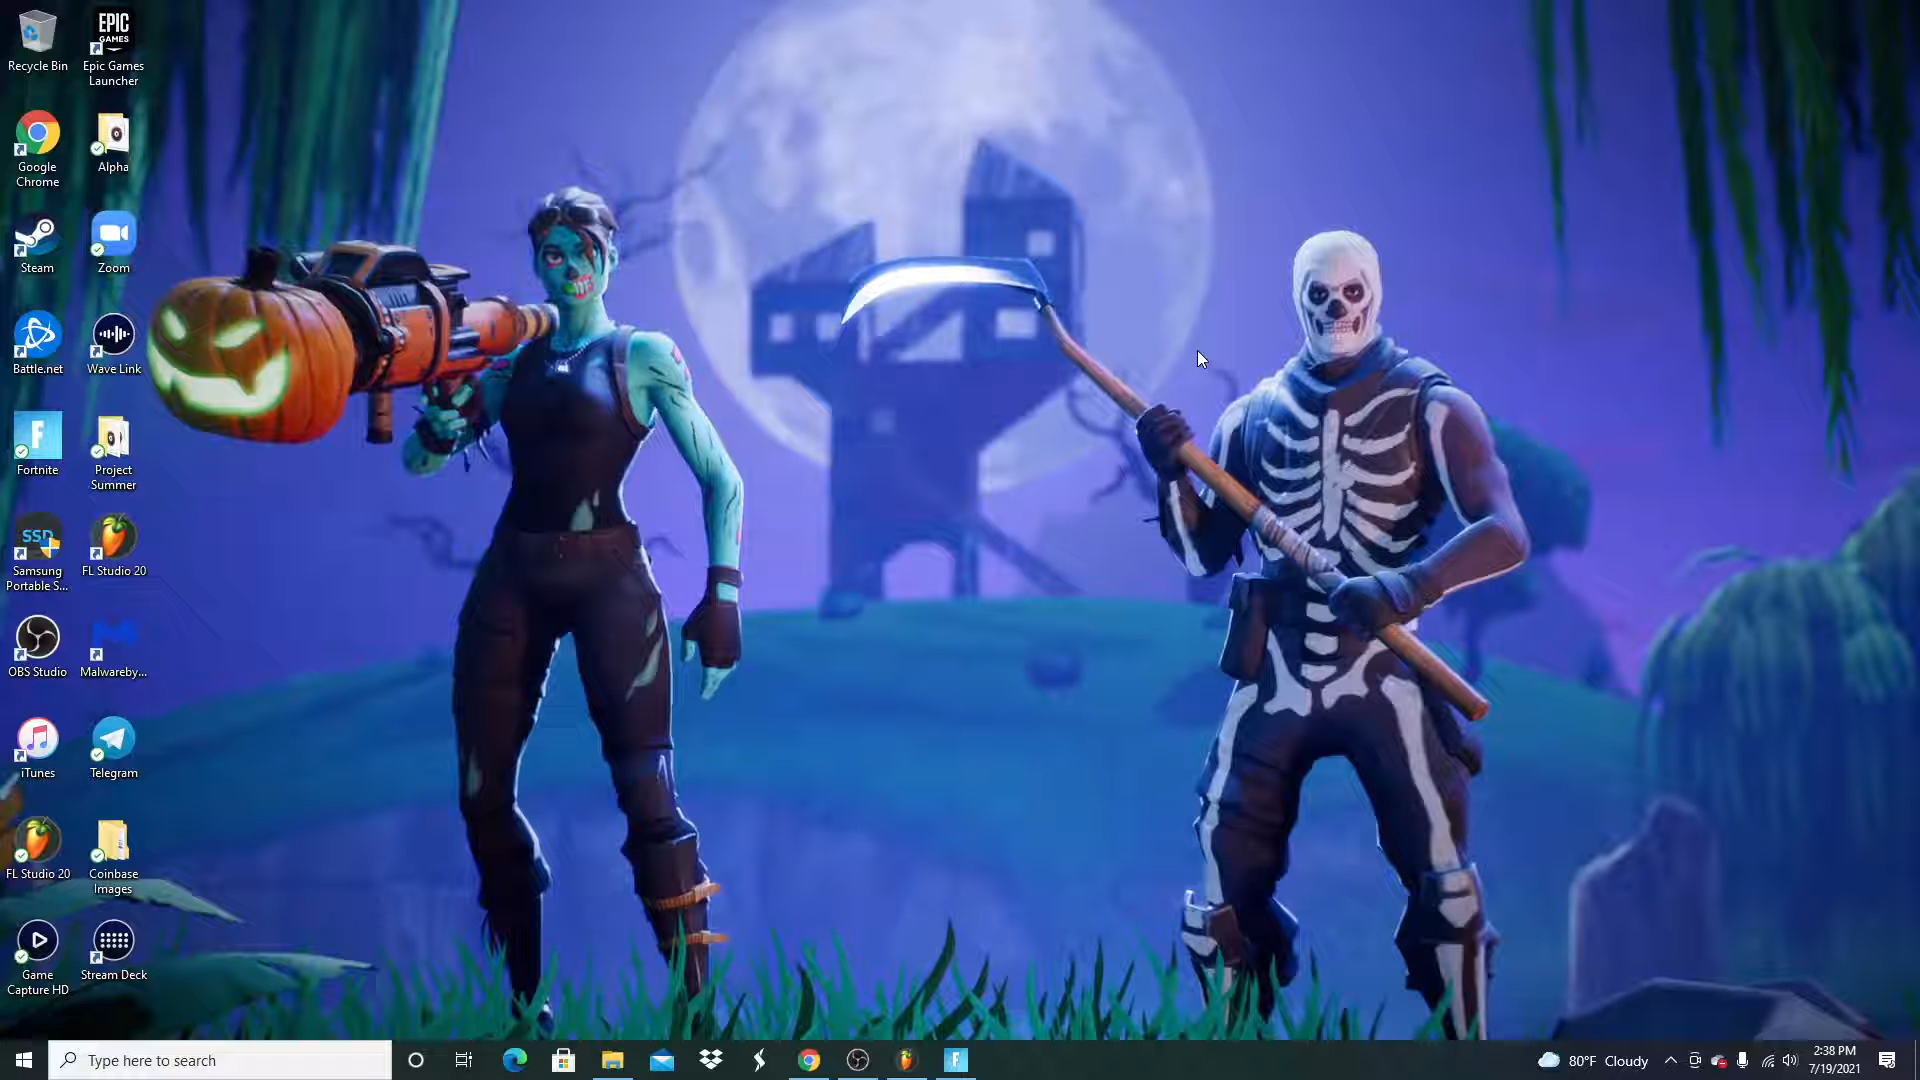 Recycle Bin
EPIC
GAMES
Epic Games
Launcher
Google
Chrome
Alpha
Steam
Zoom
Battle.net
Wave Link
F
Fortnite
Project
Summer
SSD
Samsung
Portable S...
FL Studio 20
OBS Studio
Malwareby...
iTunes
Telegram
FL Studio 20
Coinbase
Images
Game
Capture HD
Stream Deck
Type here to search
F
80°F Cloudy
2:38 PM
7/19/2021